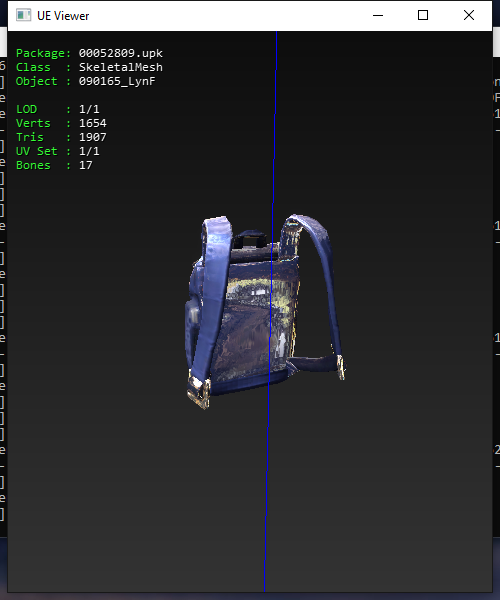 UE Viewer
Package: 00052809.upk
Class  : SkeletalMesh
Object : 090165_LynF
LOD    : 1/1
Verts  : 1654
Tris   : 1907
UV Set : 1/1
Bones  : 17